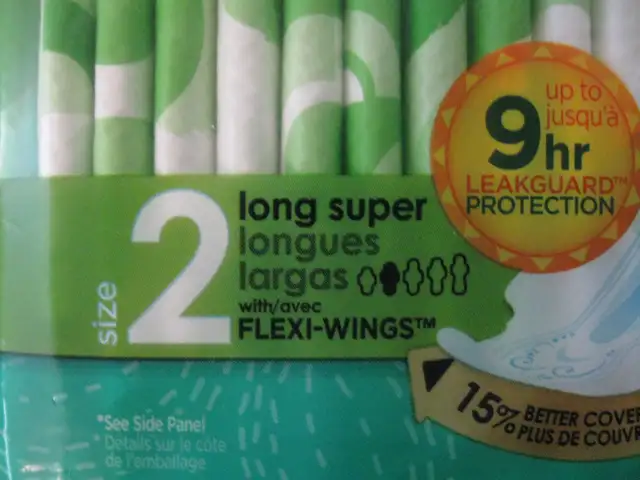 up to
jusqu'à
9hr
LEAKGUARD™
PROTECTION
size 2
long super
longues
largas
with/avec
FLEXI-WINGS™
15% BETTER COVER
% PLUS DE COUVR
*See Side Panel
*Détails sur le côté
de l'emballage